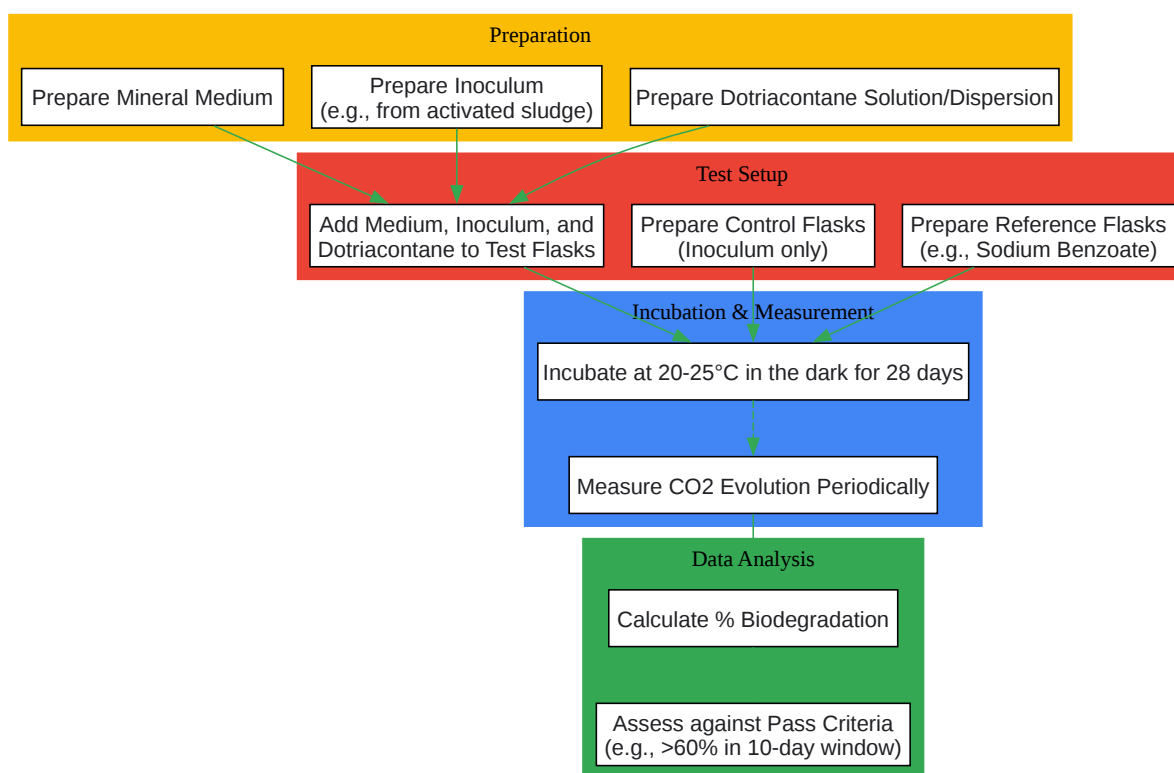 Preparation
Prepare Mineral Medium
Prepare Inoculum
(e.g., from activated sludge)
Prepare Dotriacontane Solution/Dispersion
Test Setup
Add Medium, Inoculum, and
Dotriacontane to Test Flasks
Prepare Control Flasks
(Inoculum only)
Prepare Reference Flasks
(e.g., Sodium Benzoate)
Incubation & Measurement
Incubate at 20-25°C in the dark for 28 days
Measure CO2 Evolution Periodically
Data Analysis
Calculate % Biodegradation
Assess against Pass Criteria
(e.g., >60% in 10-day window)